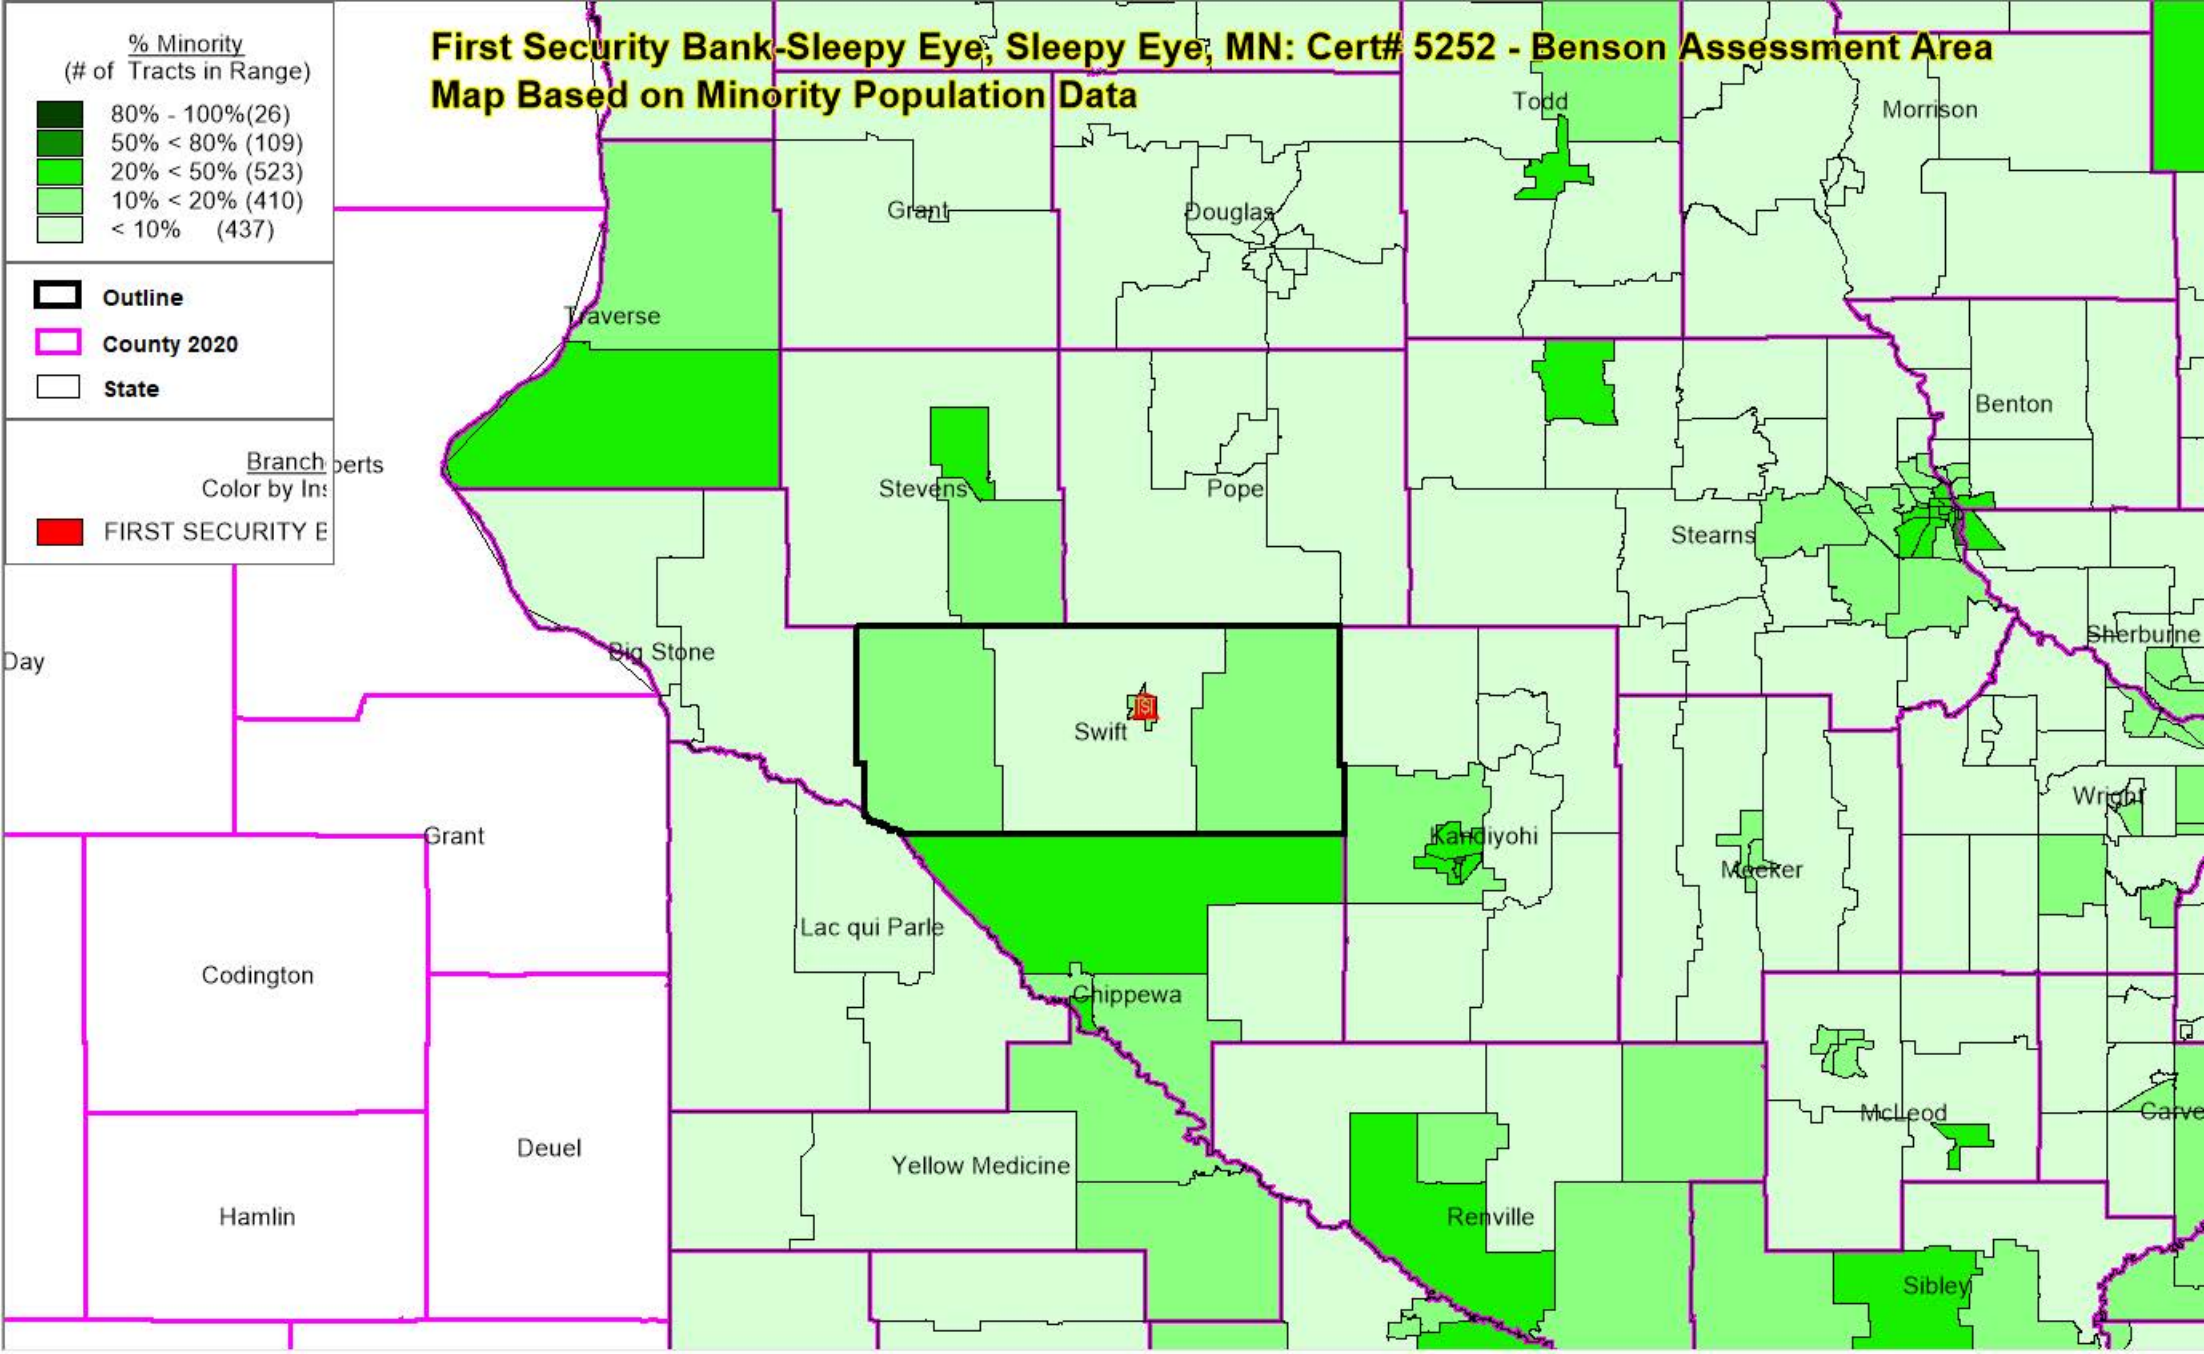 First Security Bank-Sleepy Eye, Sleepy Eye, MN: Cert# 5252 - Benson Assessment Area
Map Based on Minority Population Data
% Minority
(# of Tracts in Range)
80% - 100%(26)
50% < 80% (109)
20% < 50% (523)
10% < 20% (410)
< 10% (437)
Outline
County 2020
State
Branch
Color by Ins
FIRST SECURITY B
perts
Todd
Morrison
Grant
Douglas
Traverse
Benton
Stevens
Pope
Stearns
Day
Big Stone
Sherburne
Swift
Wright
Grant
Kandiyohi
Meeker
Lac qui Parle
Codington
Chippewa
McLeod
Carve
Deuel
Yellow Medicine
Hamlin
Renville
Sibley